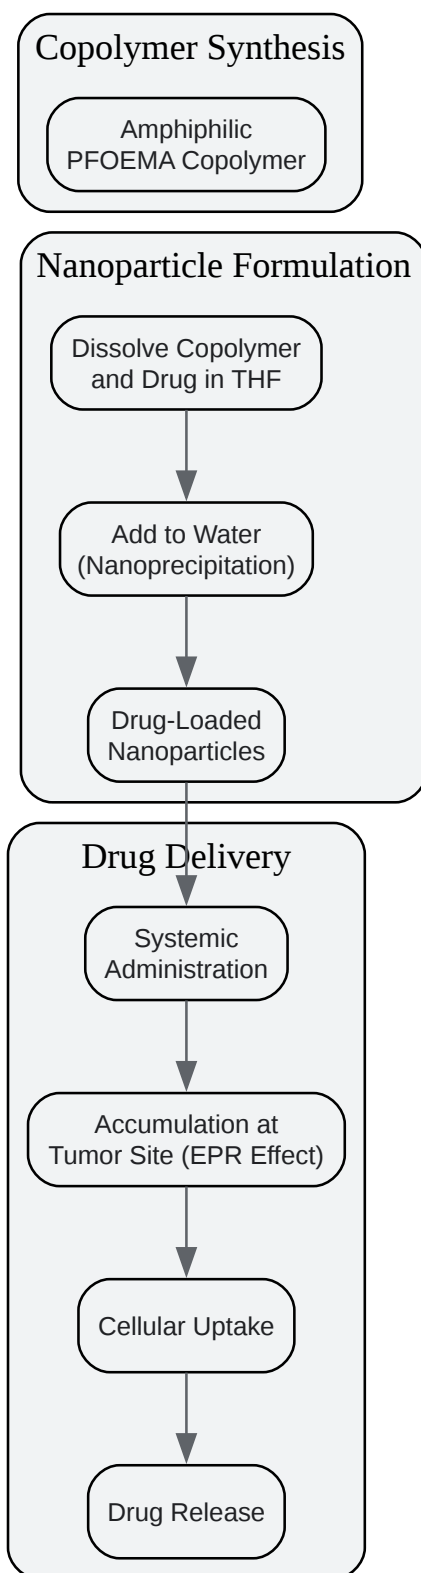 Copolymer Synthesis
Amphiphilic
PFOEMA Copolymer
Nanoparticle Formulation
Dissolve Copolymer
and Drug in THF
Add to Water
(Nanoprecipitation)
Drug-Loaded
Nanoparticles
Drug Delivery
Systemic
Administration
Accumulation at
Tumor Site (EPR Effect)
Cellular Uptake
Drug Release